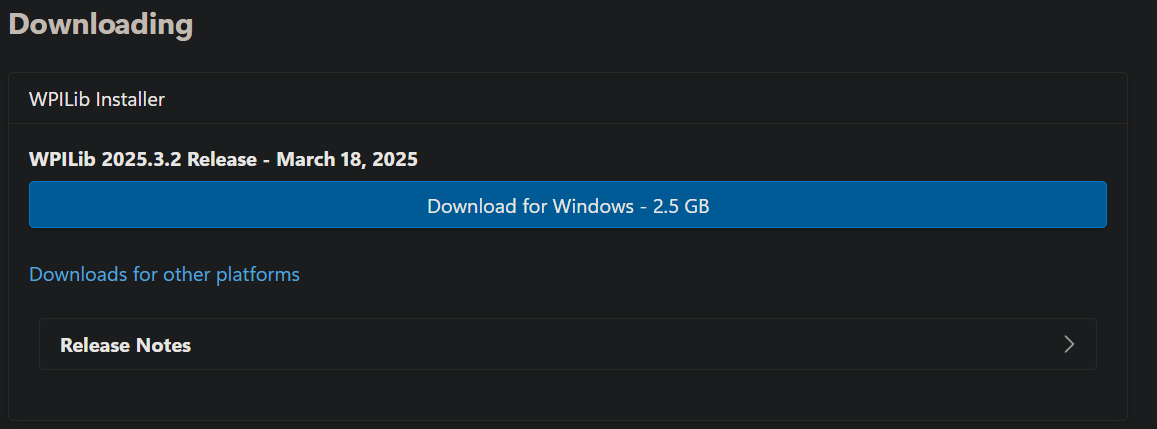 Downloading
WPILib Installer
WPILib 2025.3.2 Release - March 18, 2025
Download for Windows - 2.5 GB
Downloads for other platforms
Release Notes